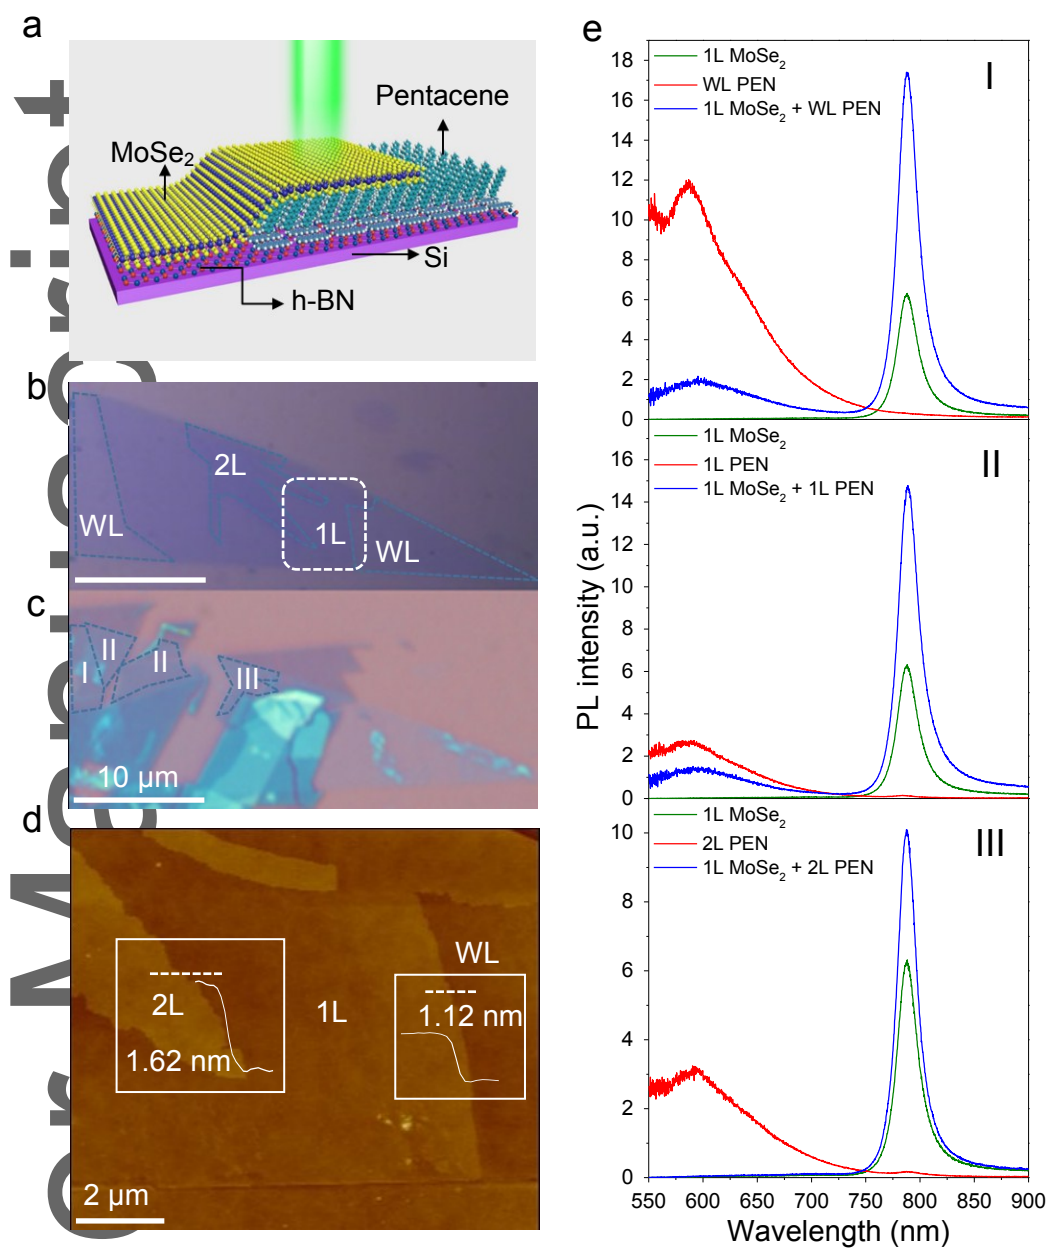 a
Pentacene
MoSe₂
Si
h-BN
b
2L
1L
WL
WL
c
II
I
II
III
10 µm
d
WL
2L
1L
1.12 nm
1.62 nm
2 µm
e
I
1L MoSe₂
WL PEN
1L MoSe₂ + WL PEN
18
16
14
12
10
8
6
4
2
0
II
1L MoSe₂
1L PEN
1L MoSe₂ + 1L PEN
16
14
12
10
8
6
4
2
0
III
1L MoSe₂
2L PEN
1L MoSe₂ + 2L PEN
10
8
6
4
2
0
550 600 650 700 750 800 850 900
Wavelength (nm)
PL intensity (a.u.)